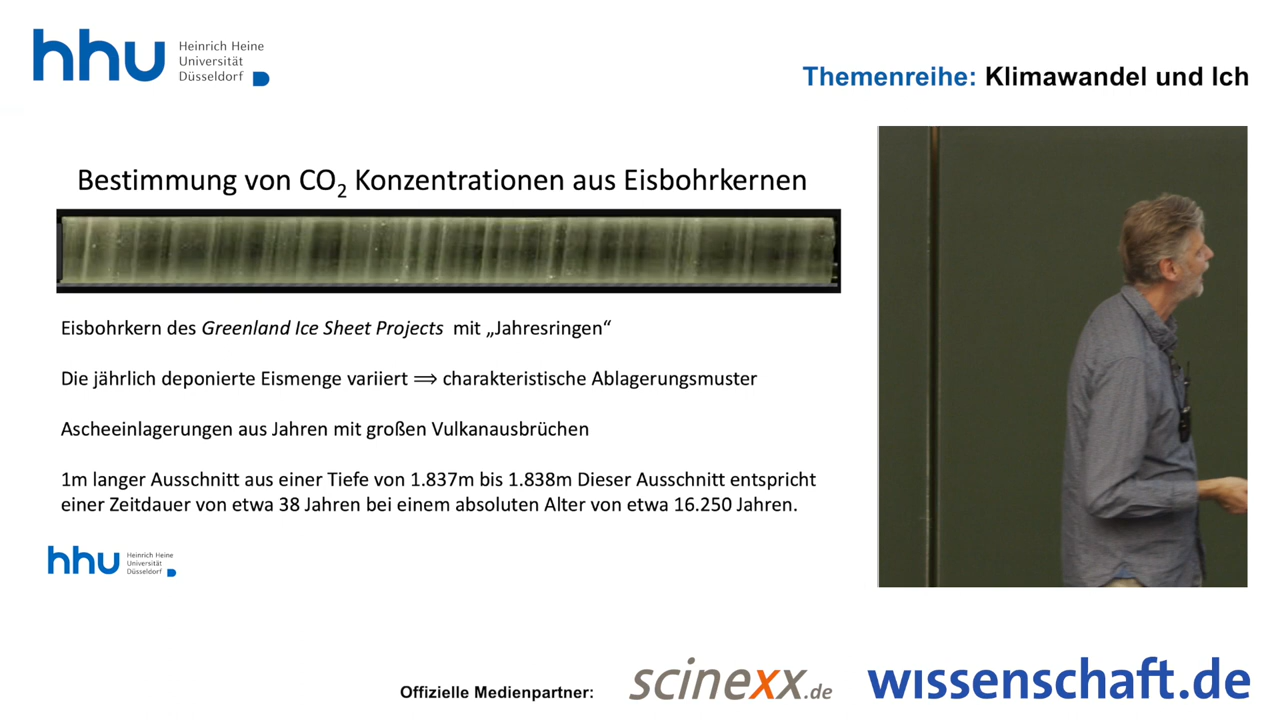 hhu Heinrich Heine
Universität
Düsseldorf
Themenreihe: Klimawandel und Ich
Bestimmung von CO₂ Konzentrationen aus Eisbohrkernen
Eisbohrkern des Greenland Ice Sheet Projects mit „Jahresringen“
Die jährlich deponierte Eismenge variiert ⟹ charakteristische Ablagerungsmuster
Ascheeinlagerungen aus Jahren mit großen Vulkanausbrüchen
1m langer Ausschnitt aus einer Tiefe von 1.837m bis 1.838m Dieser Ausschnitt entspricht
einer Zeitdauer von etwa 38 Jahren bei einem absoluten Alter von etwa 16.250 Jahren.
hhu Heinrich Heine
Universität
Düsseldorf
Offizielle Medienpartner: scinexx.de wissenschaft.de